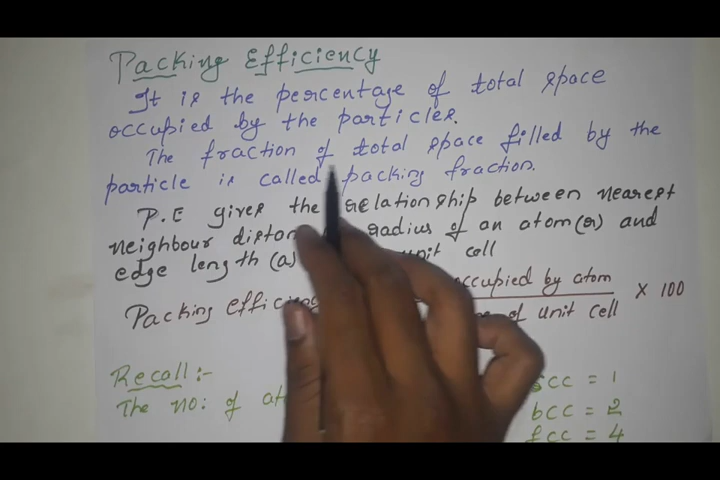 Packing Efficiency
It is the percentage of total space
occupied by the particles.
The fraction of total space filled by the
particle is called packing fraction.
P.E gives the relationship between nearest
neighbour radius of an atom(r) and
edge length (a) unit cell
Packing occupied by atom
of unit cell × 100
Recall:-
The no: of
SCC = 1
bCC = 2
fCC = 4